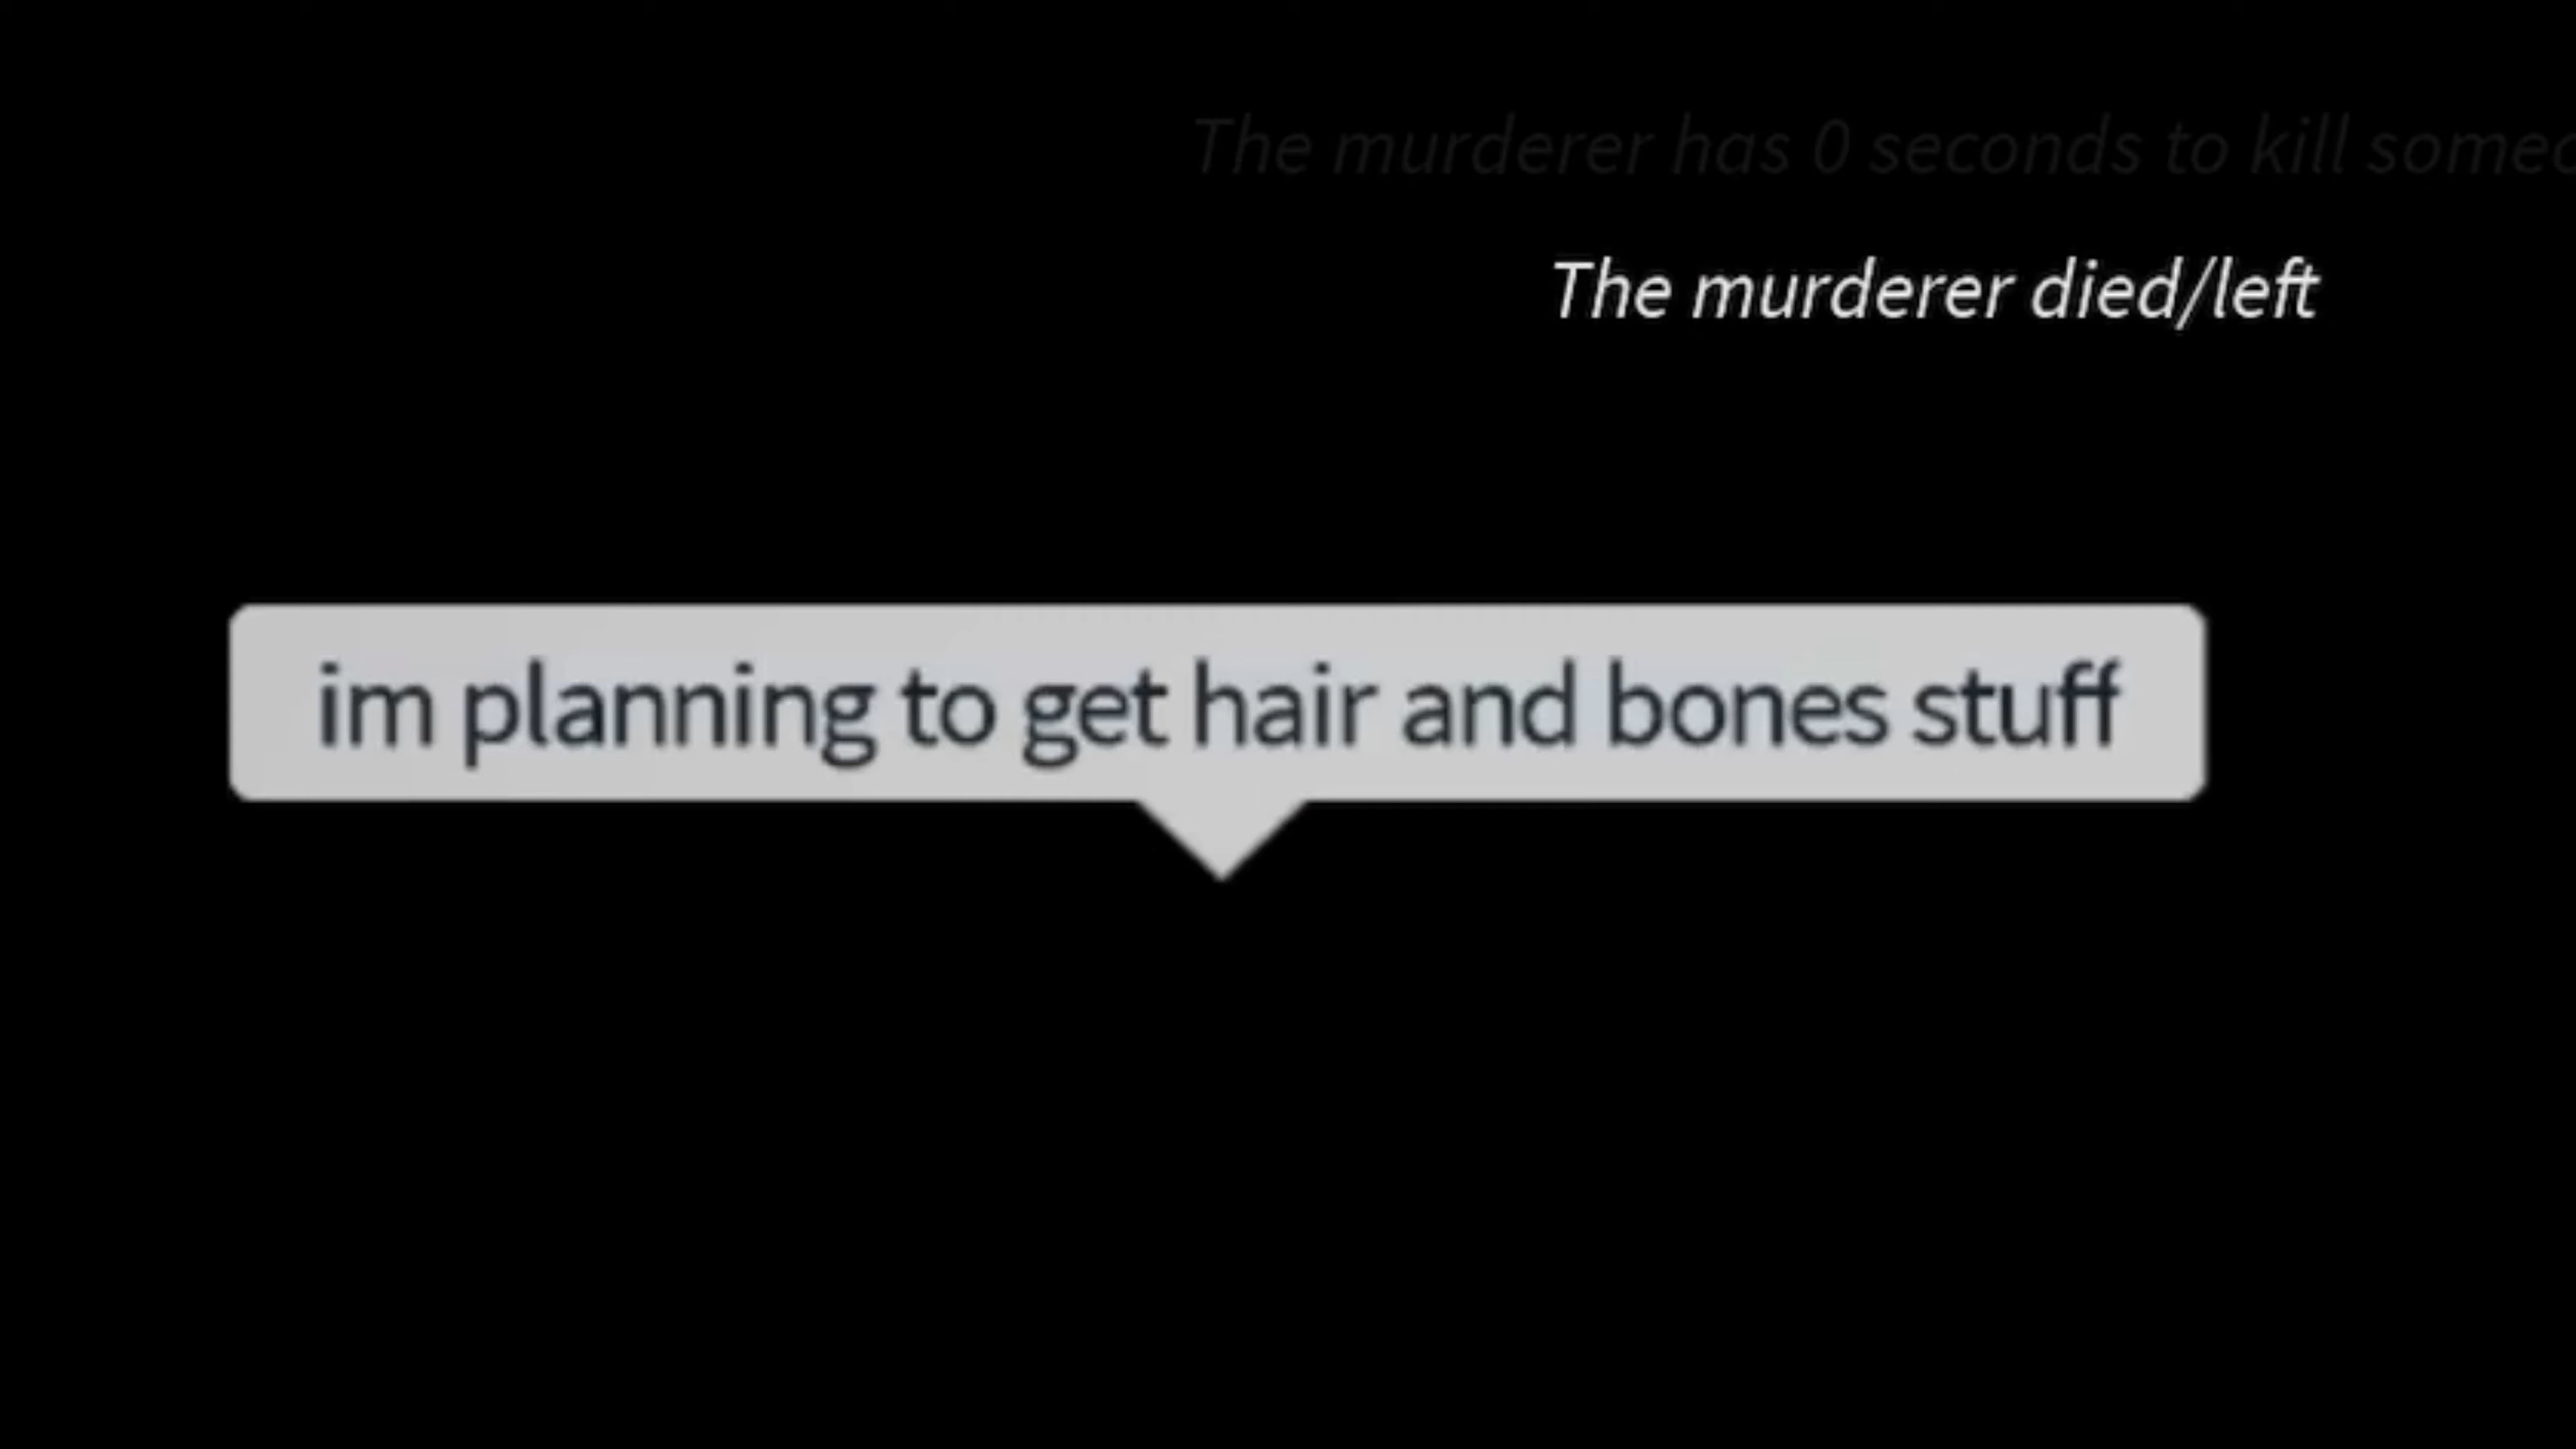 The murderer has 0 seconds to kill
The murderer died/left
im planning to get hair and bones stuff